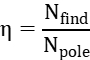 η = N_find / N_pole